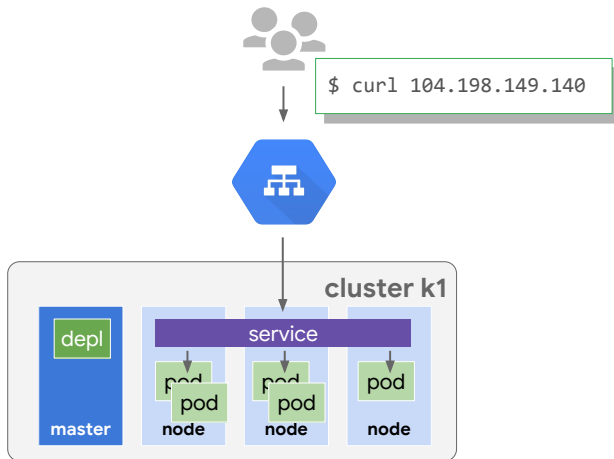 $ curl 104.198.149.140
cluster k1
depl
service
pod
pod
pod
pod
pod
master
node
node
node